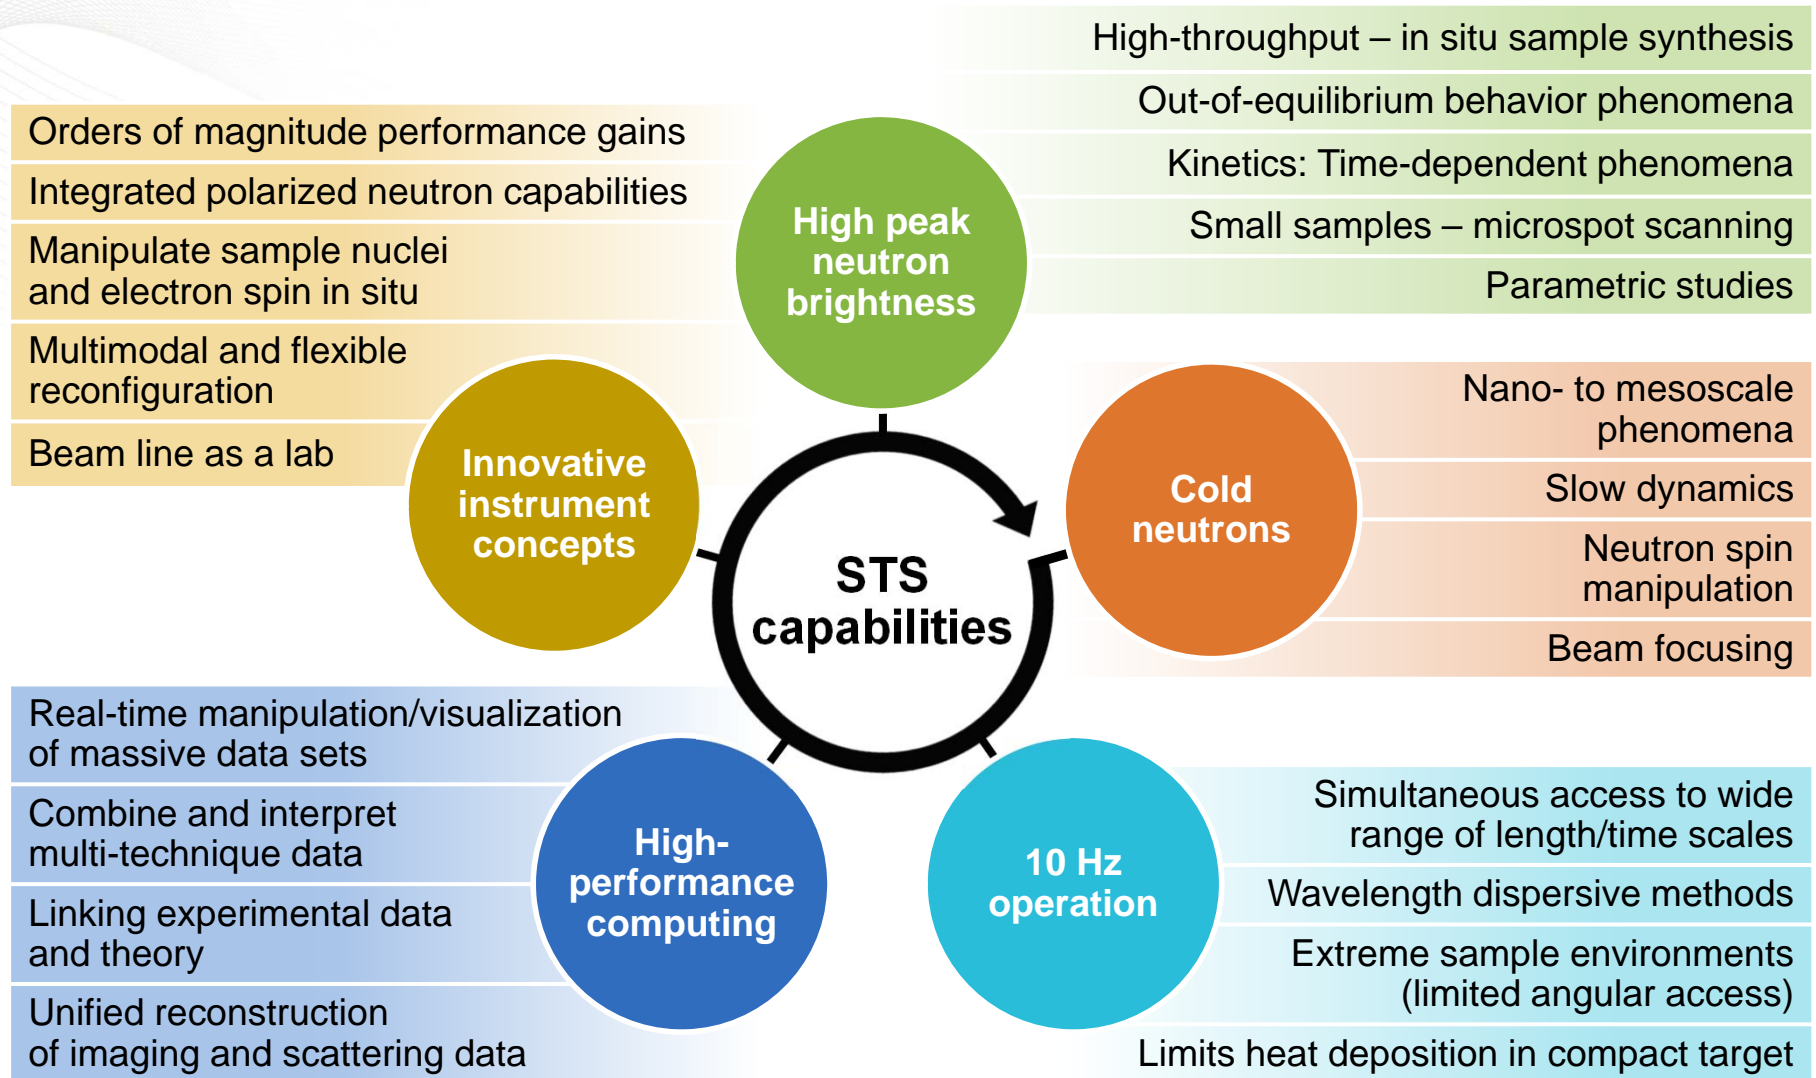 High-throughput – in situ sample synthesis
Out-of-equilibrium behavior phenomena
Kinetics: Time-dependent phenomena
Small samples – microspot scanning
Parametric studies
High peak
neutron
brightness
Orders of magnitude performance gains
Integrated polarized neutron capabilities
Manipulate sample nuclei
and electron spin in situ
Multimodal and flexible
reconfiguration
Beam line as a lab
Innovative
instrument
concepts
STS
capabilities
Cold
neutrons
Nano- to mesoscale
phenomena
Slow dynamics
Neutron spin
manipulation
Beam focusing
Real-time manipulation/visualization
of massive data sets
Combine and interpret
multi-technique data
Linking experimental data
and theory
Unified reconstruction
of imaging and scattering data
High-
performance
computing
10 Hz
operation
Simultaneous access to wide
range of length/time scales
Wavelength dispersive methods
Extreme sample environments
(limited angular access)
Limits heat deposition in compact target